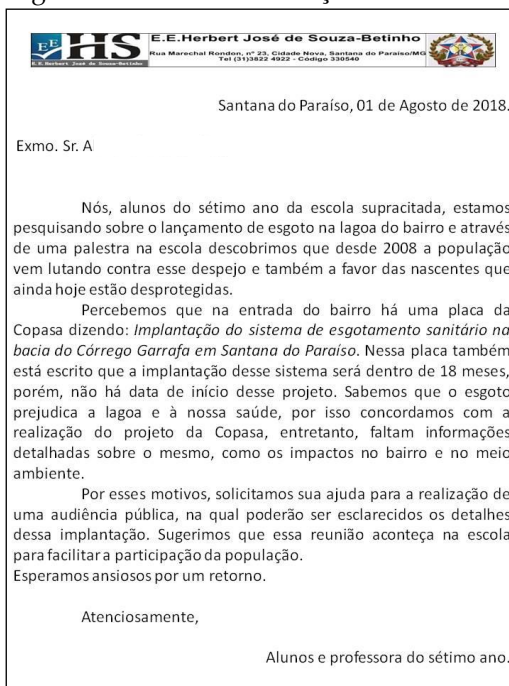 E.E.Herbert José de Souza-Betinho
Rua Marechal Rondon, nº 23, Cidade Nova, Santana do Paraíso/MG
Tel (31)3822 4922 - Código 330540
EE HS
E.E. Herbert José de Souza-Betinho
Santana do Paraíso, 01 de Agosto de 2018.
Exmo. Sr. A
Nós, alunos do sétimo ano da escola supracitada, estamos
pesquisando sobre o lançamento de esgoto na lagoa do bairro e através
de uma palestra na escola descobrimos que desde 2008 a população
vem lutando contra esse despejo e também a favor das nascentes que
ainda hoje estão desprotegidas.
Percebemos que na entrada do bairro há uma placa da
Copasa dizendo: Implantação do sistema de esgotamento sanitário na
bacia do Córrego Garrafa em Santana do Paraíso. Nessa placa também
está escrito que a implantação desse sistema será dentro de 18 meses,
porém, não há data de início desse projeto. Sabemos que o esgoto
prejudica a lagoa e à nossa saúde, por isso concordamos com a
realização do projeto da Copasa, entretanto, faltam informações
detalhadas sobre o mesmo, como os impactos no bairro e no meio
ambiente.
Por esses motivos, solicitamos sua ajuda para a realização de
uma audiência pública, na qual poderão ser esclarecidos os detalhes
dessa implantação. Sugerimos que essa reunião aconteça na escola
para facilitar a participação da população.
Esperamos ansiosos por um retorno.
Atenciosamente,
Alunos e professora do sétimo ano.